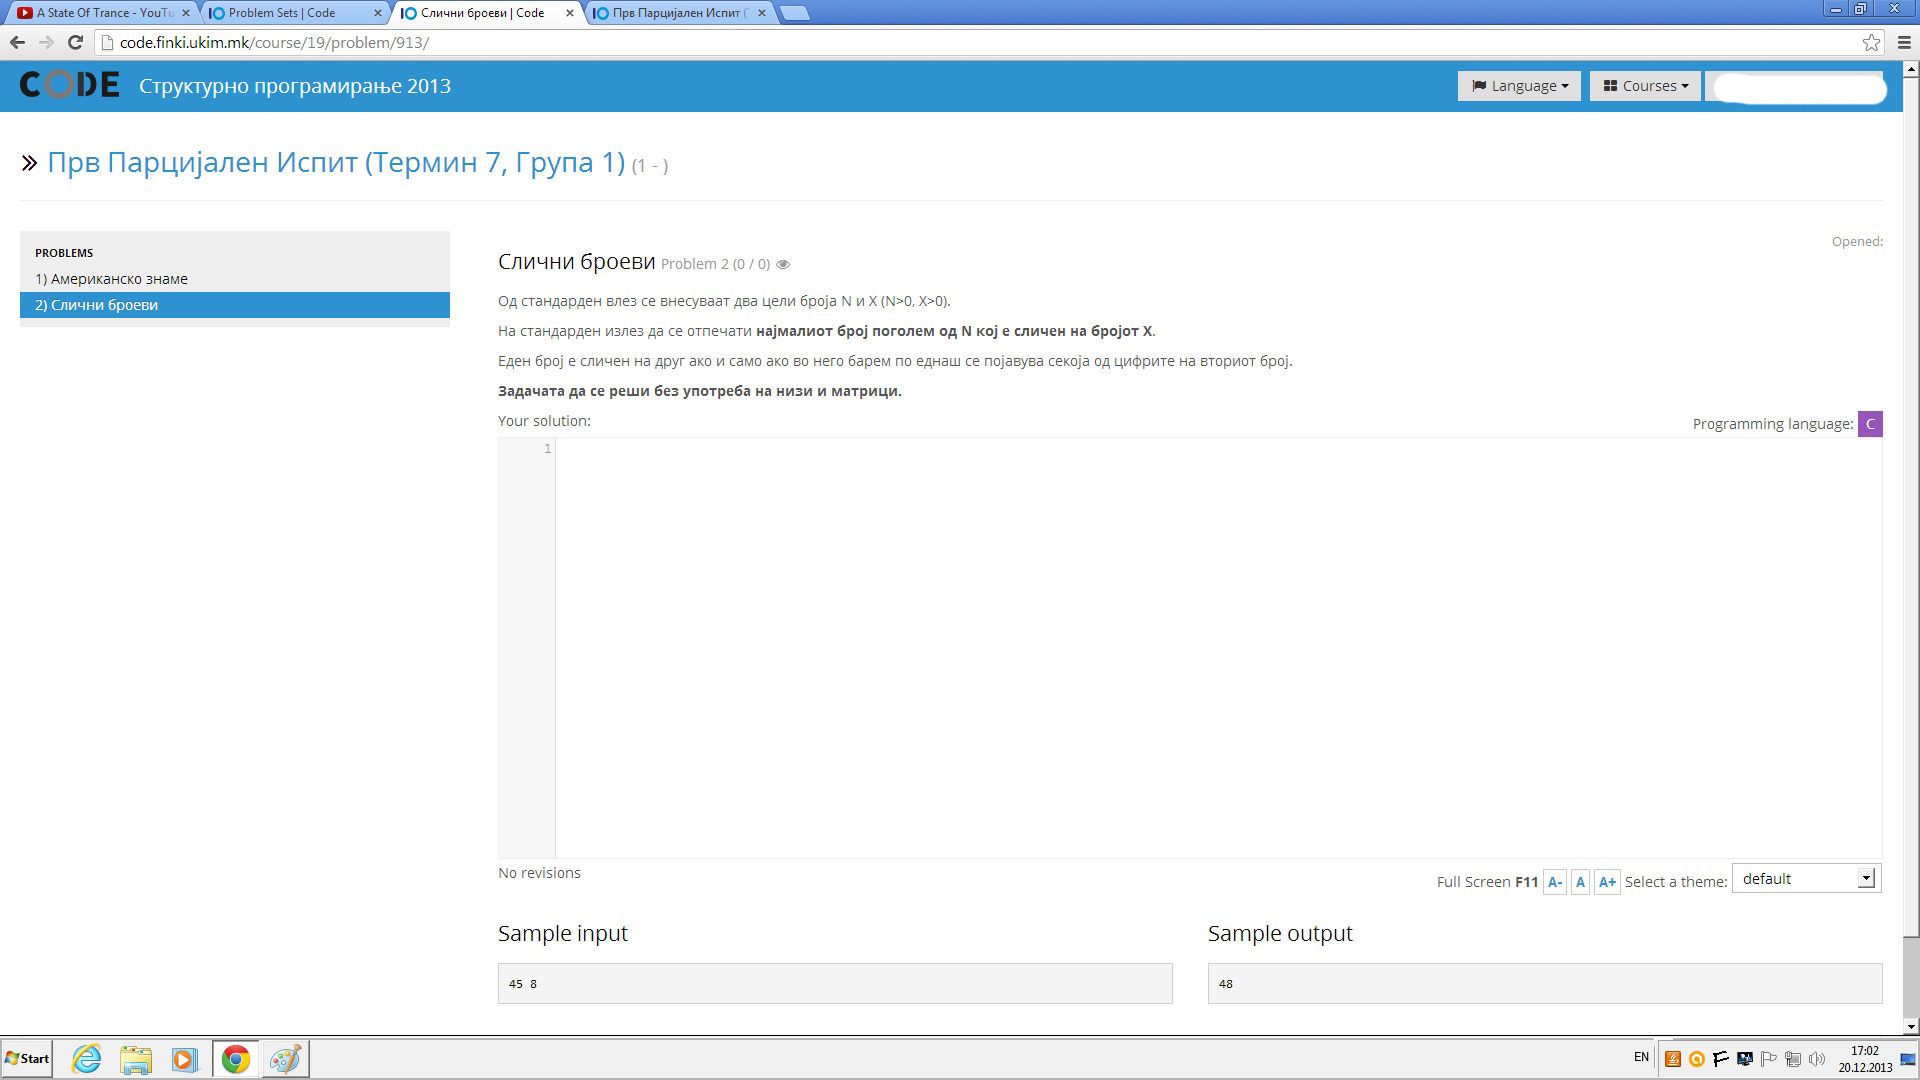 A State Of Trance - YouTu
Problem Sets | Code
Слични броеви | Code
Прв Парцијален Испит (
code.finki.ukim.mk/course/19/problem/913/
CODE
Структурно програмирање 2013
Language
Courses
Прв Парцијален Испит (Термин 7, Група 1) (1 - )
PROBLEMS
1) Американско знаме
2) Слични броеви
Opened:
Слични броеви Problem 2 (0 / 0)
Од стандарден влез се внесуваат два цели броја N и X (N>0, X>0).
На стандарден излез да се отпечати најмалиот број поголем од N кој е сличен на бројот X.
Еден број е сличен на друг ако и само ако во него барем по еднаш се појавува секоја од цифрите на вториот број.
Задачата да се реши без употреба на низи и матрици.
Your solution:
Programming language: C
1
No revisions
Full Screen F11 A- A A+ Select a theme: default
Sample input
Sample output
45 8
48
Start
EN
17:02
20.12.2013